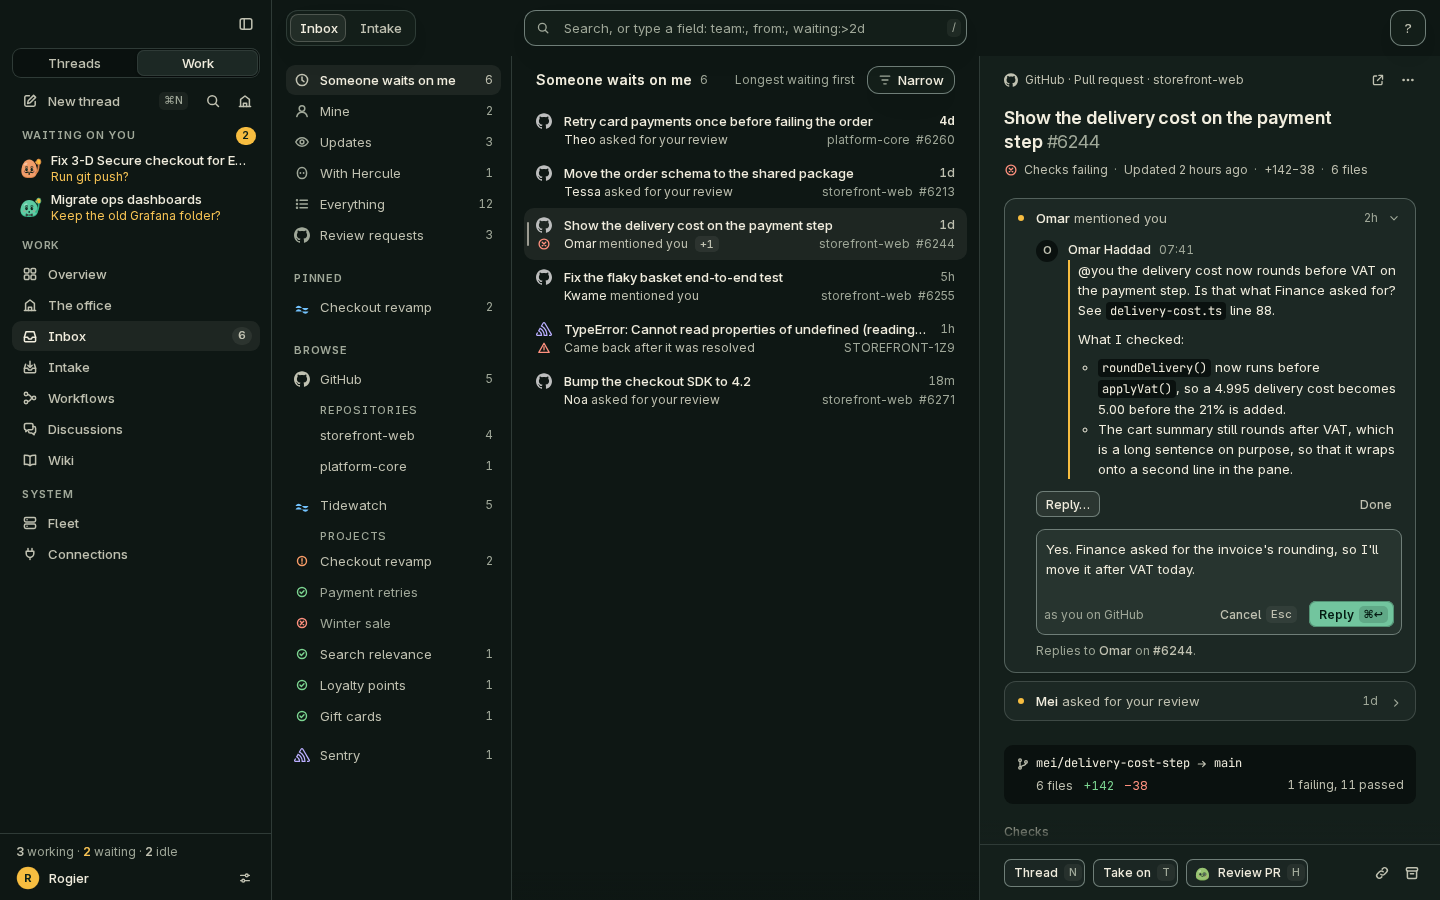 Threads
Work
New thread ⌘N
WAITING ON YOU 2
Fix 3-D Secure checkout for E…
Run git push?
Migrate ops dashboards
Keep the old Grafana folder?
WORK
Overview
The office
Inbox 6
Intake
Workflows
Discussions
Wiki
SYSTEM
Fleet
Connections
3 working · 2 waiting · 2 idle
R Rogier
Inbox
Intake
Someone waits on me 6
Mine 2
Updates 3
With Hercule 1
Everything 12
Review requests 3
PINNED
Checkout revamp 2
BROWSE
GitHub 5
REPOSITORIES
storefront-web 4
platform-core 1
Tidewatch 5
PROJECTS
Checkout revamp 2
Payment retries
Winter sale
Search relevance 1
Loyalty points 1
Gift cards 1
Sentry 1
Search, or type a field: team:, from:, waiting:>2d /
?
Someone waits on me 6 Longest waiting first Narrow
Retry card payments once before failing the order 4d
Theo asked for your review platform-core #6260
Move the order schema to the shared package 1d
Tessa asked for your review storefront-web #6213
Show the delivery cost on the payment step 1d
Omar mentioned you +1 storefront-web #6244
Fix the flaky basket end-to-end test 5h
Kwame mentioned you storefront-web #6255
TypeError: Cannot read properties of undefined (reading… 1h
Came back after it was resolved STOREFRONT-1Z9
Bump the checkout SDK to 4.2 18m
Noa asked for your review storefront-web #6271
GitHub · Pull request · storefront-web
Show the delivery cost on the payment
step #6244
Checks failing · Updated 2 hours ago · +142−38 · 6 files
Omar mentioned you 2h
O Omar Haddad 07:41
@you the delivery cost now rounds before VAT on
the payment step. Is that what Finance asked for?
See delivery-cost.ts line 88.
What I checked:
roundDelivery() now runs before
applyVat(), so a 4.995 delivery cost becomes
5.00 before the 21% is added.
The cart summary still rounds after VAT, which
is a long sentence on purpose, so that it wraps
onto a second line in the pane.
Reply… Done
Yes. Finance asked for the invoice's rounding, so I'll
move it after VAT today.
as you on GitHub Cancel Esc Reply ⌘↩
Replies to Omar on #6244.
Mei asked for your review 1d
mei/delivery-cost-step → main
6 files +142 −38 1 failing, 11 passed
Checks
Thread N Take on T Review PR H